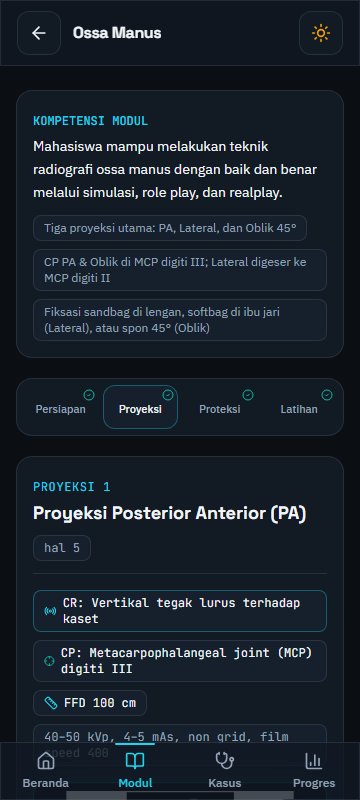 Ossa Manus
KOMPETENSI MODUL
Mahasiswa mampu melakukan teknik
radiografi ossa manus dengan baik dan benar
melalui simulasi, role play, dan realplay.
Tiga proyeksi utama: PA, Lateral, dan Oblik 45°
CP PA & Oblik di MCP digiti III; Lateral digeser ke
MCP digiti II
Fiksasi sandbag di lengan, softbag di ibu jari
(Lateral), atau spon 45° (Oblik)
Persiapan Proyeksi Proteksi Latihan
PROYEKSI 1
Proyeksi Posterior Anterior (PA)
hal 5
CR: Vertikal tegak lurus terhadap
kaset
CP: Metacarpophalangeal joint (MCP)
digiti III
FFD 100 cm
40–50 kVp, 4–5 mAs, non grid, film
speed 400
Beranda Modul Kasus Progres